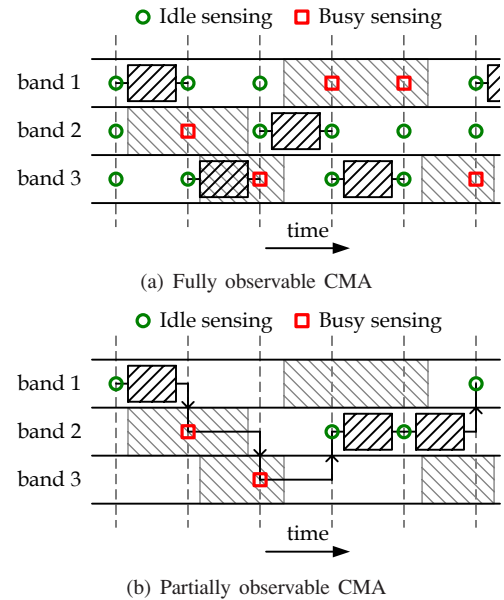 Idle sensing Busy sensing
band 1
band 2
band 3
time
(a) Fully observable CMA
Idle sensing Busy sensing
band 1
band 2
band 3
time
(b) Partially observable CMA